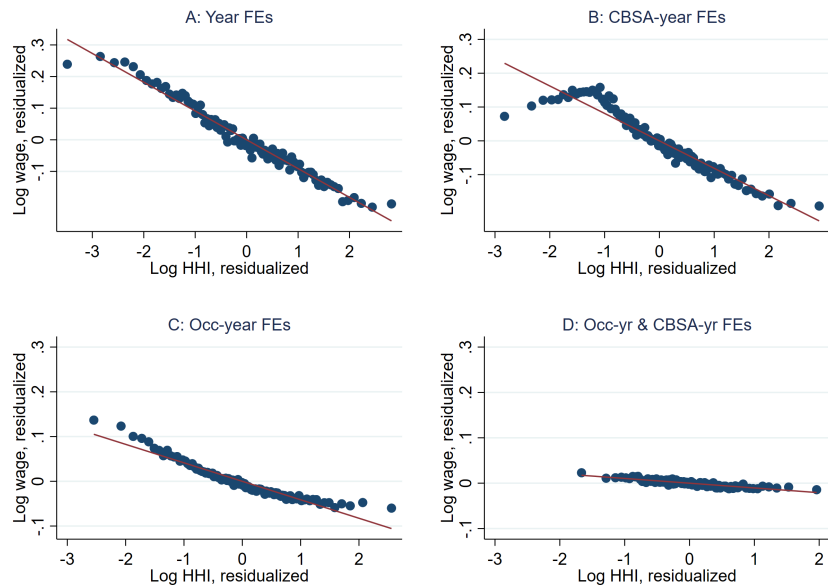 A: Year FEs
Log wage, residualized
.3
.2
.1
0
-.1
-3 -2 -1 0 1 2
Log HHI, residualized
B: CBSA-year FEs
Log wage, residualized
.3
.2
.1
0
-.1
-3 -2 -1 0 1 2
Log HHI, residualized
C: Occ-year FEs
Log wage, residualized
.3
.2
.1
0
-.1
-3 -2 -1 0 1 2
Log HHI, residualized
D: Occ-yr & CBSA-yr FEs
Log wage, residualized
.3
.2
.1
0
-.1
-3 -2 -1 0 1 2
Log HHI, residualized